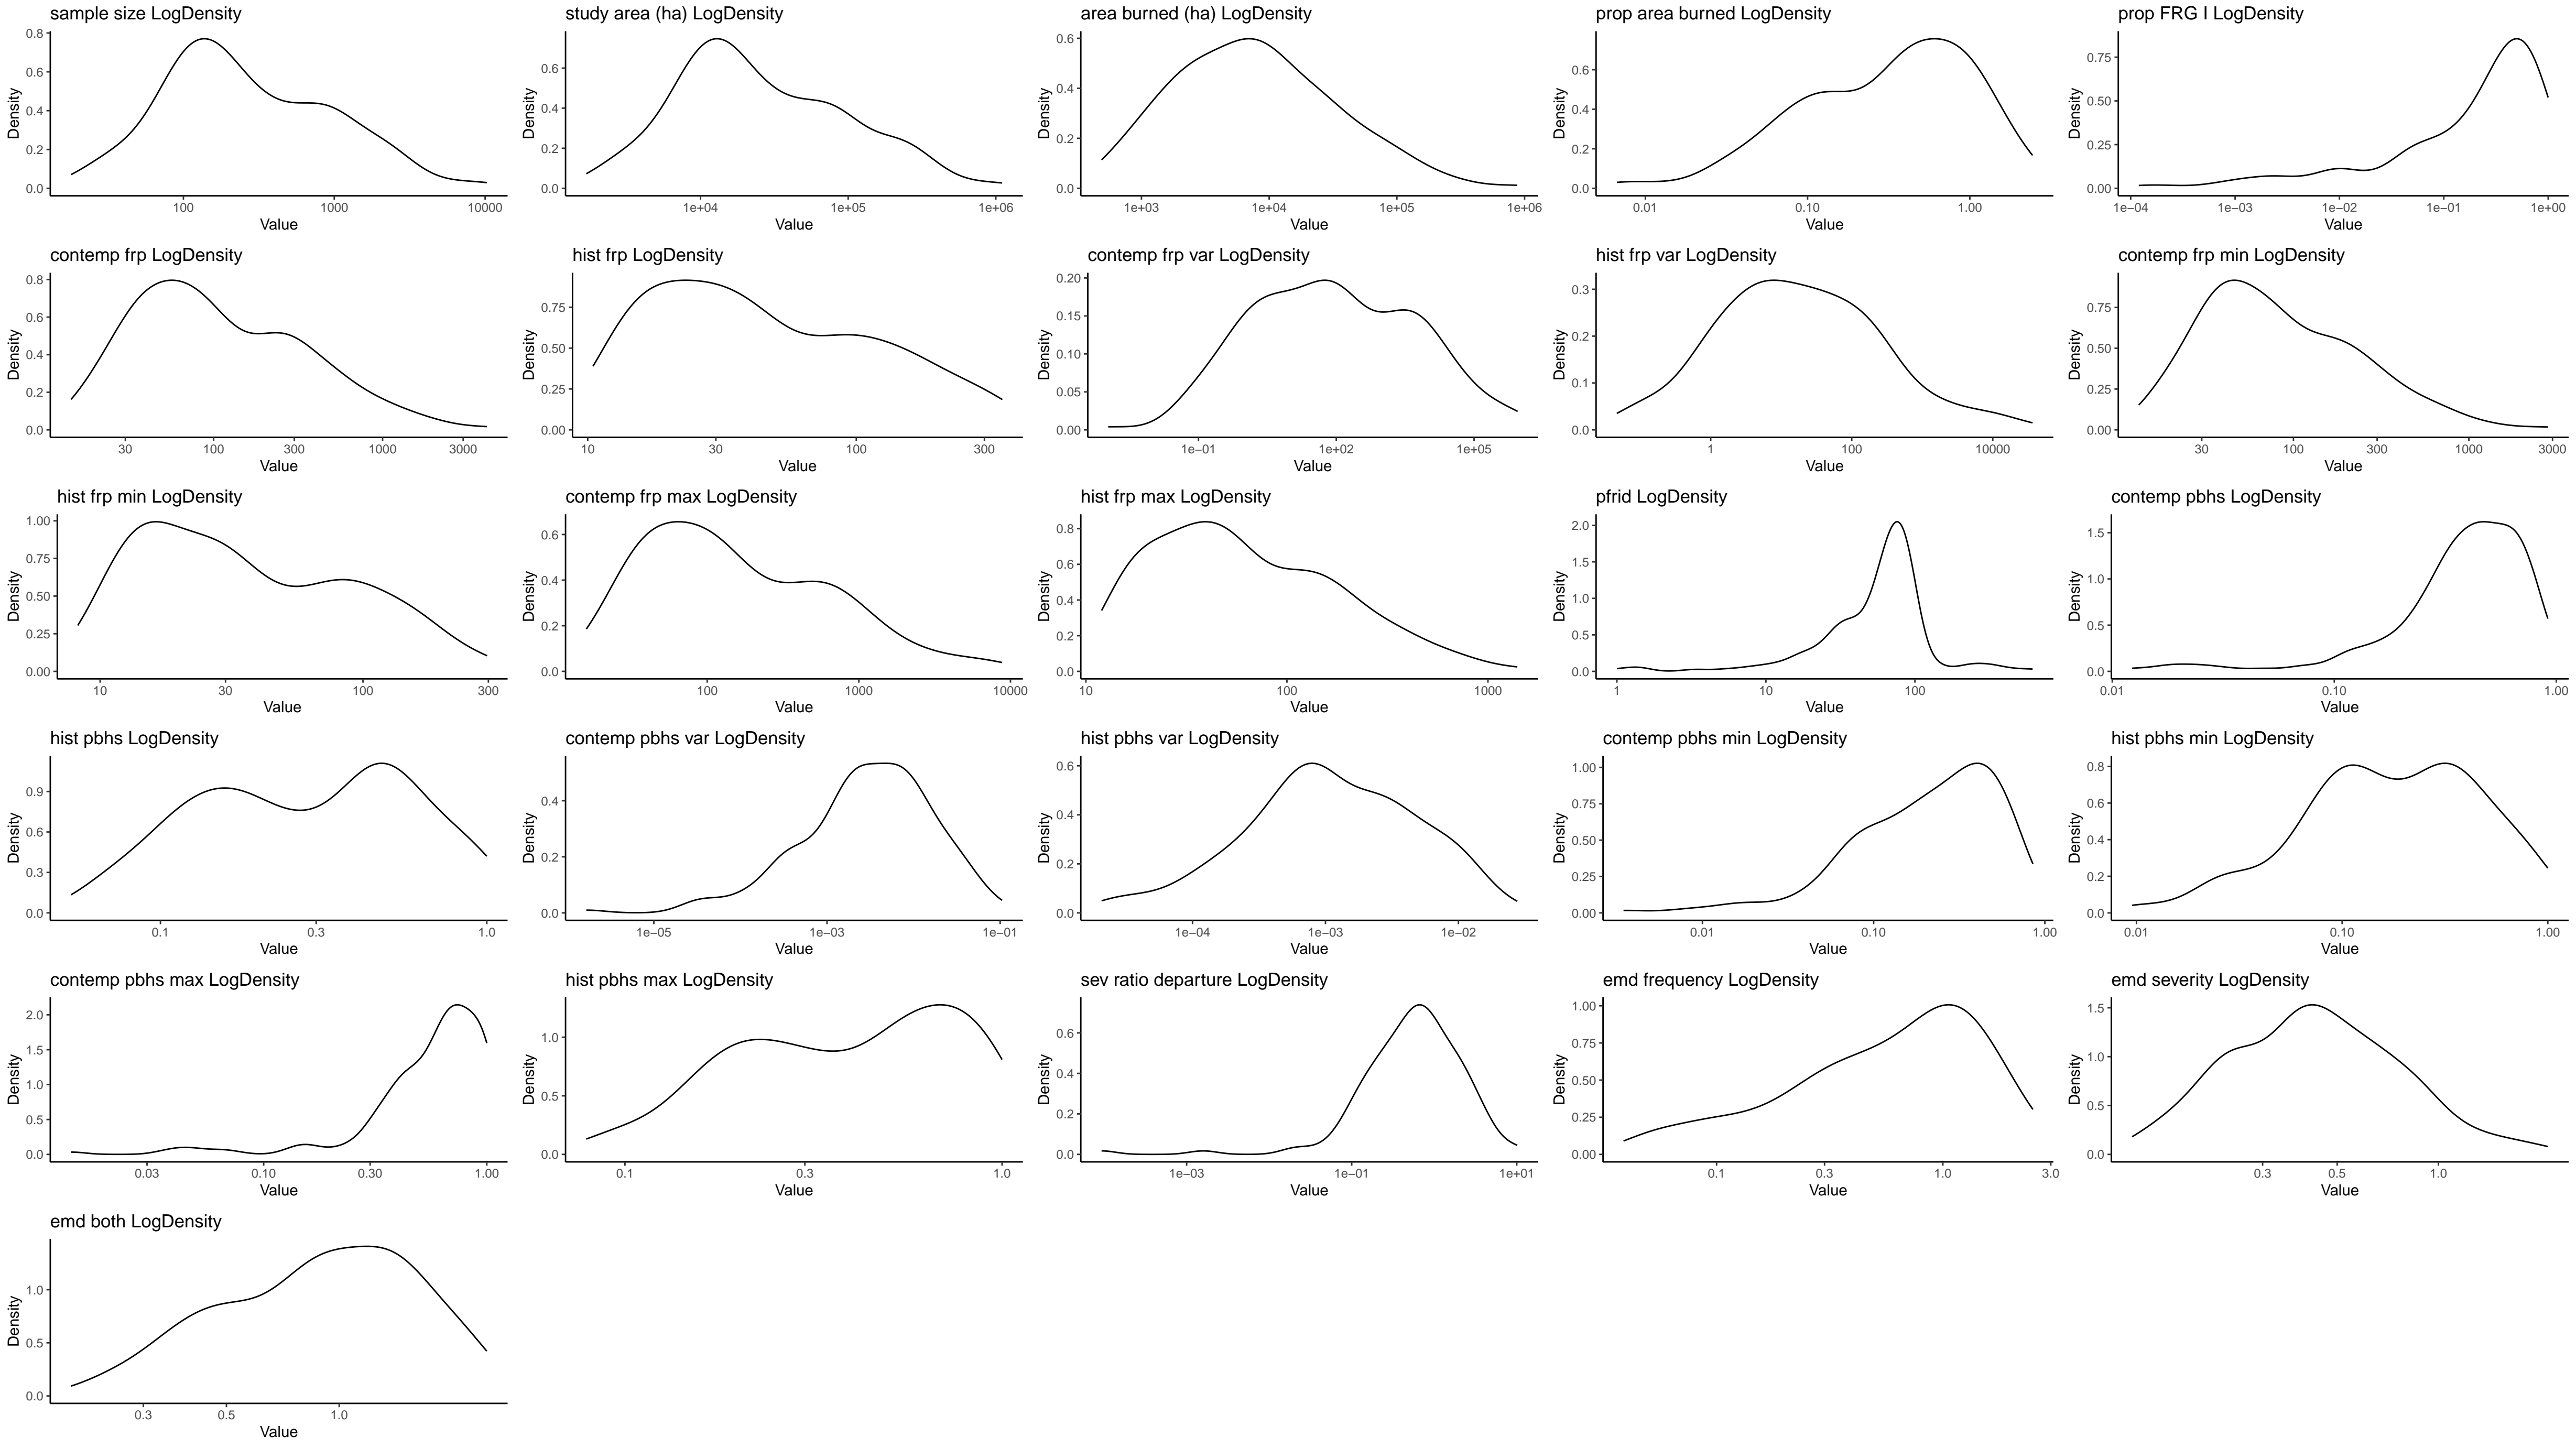 sample size LogDensity
Density
0.8
0.6
0.4
0.2
0.0
100 1000 10000
Value
study area (ha) LogDensity
Density
0.6
0.4
0.2
0.0
1e+04 1e+05 1e+06
Value
area burned (ha) LogDensity
Density
0.6
0.4
0.2
0.0
1e+03 1e+04 1e+05 1e+06
Value
prop area burned LogDensity
Density
0.6
0.4
0.2
0.0
0.01 0.10 1.00
Value
prop FRG I LogDensity
Density
0.75
0.50
0.25
0.00
1e−04 1e−03 1e−02 1e−01 1e+00
Value
contemp frp LogDensity
Density
0.8
0.6
0.4
0.2
0.0
30 100 300 1000 3000
Value
hist frp LogDensity
Density
0.75
0.50
0.25
0.00
10 30 100 300
Value
contemp frp var LogDensity
Density
0.20
0.15
0.10
0.05
0.00
1e−01 1e+02 1e+05
Value
hist frp var LogDensity
Density
0.3
0.2
0.1
0.0
1 100 10000
Value
contemp frp min LogDensity
Density
0.75
0.50
0.25
0.00
30 100 300 1000 3000
Value
hist frp min LogDensity
Density
1.00
0.75
0.50
0.25
0.00
10 30 100 300
Value
contemp frp max LogDensity
Density
0.6
0.4
0.2
0.0
100 1000 10000
Value
hist frp max LogDensity
Density
0.8
0.6
0.4
0.2
0.0
10 100 1000
Value
pfrid LogDensity
Density
2.0
1.5
1.0
0.5
0.0
1 10 100
Value
contemp pbhs LogDensity
Density
1.5
1.0
0.5
0.0
0.01 0.10 1.00
Value
hist pbhs LogDensity
Density
0.9
0.6
0.3
0.0
0.1 0.3 1.0
Value
contemp pbhs var LogDensity
Density
0.4
0.2
0.0
1e−05 1e−03 1e−01
Value
hist pbhs var LogDensity
Density
0.6
0.4
0.2
0.0
1e−04 1e−03 1e−02
Value
contemp pbhs min LogDensity
Density
1.00
0.75
0.50
0.25
0.00
0.01 0.10 1.00
Value
hist pbhs min LogDensity
Density
0.8
0.6
0.4
0.2
0.0
0.01 0.10 1.00
Value
contemp pbhs max LogDensity
Density
2.0
1.5
1.0
0.5
0.0
0.03 0.10 0.30 1.00
Value
hist pbhs max LogDensity
Density
1.0
0.5
0.0
0.1 0.3 1.0
Value
sev ratio departure LogDensity
Density
0.6
0.4
0.2
0.0
1e−03 1e−01 1e+01
Value
emd frequency LogDensity
Density
1.00
0.75
0.50
0.25
0.00
0.1 0.3 1.0 3.0
Value
emd severity LogDensity
Density
1.5
1.0
0.5
0.0
0.3 0.5 1.0
Value
emd both LogDensity
Density
1.0
0.5
0.0
0.3 0.5 1.0
Value